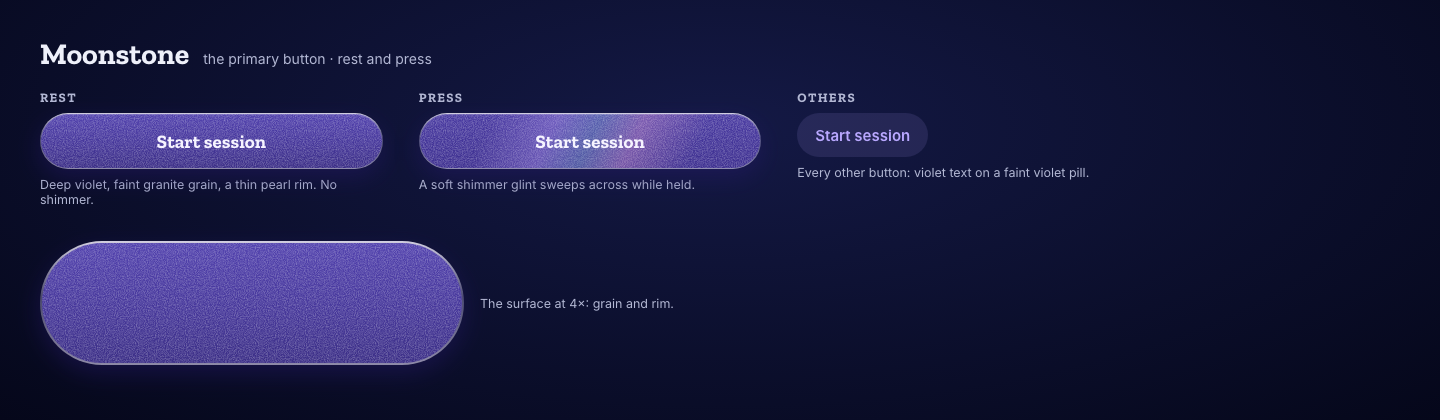 Moonstone the primary button · rest and press
REST
Start session
Deep violet, faint granite grain, a thin pearl rim. No
shimmer.
PRESS
Start session
A soft shimmer glint sweeps across while held.
OTHERS
Start session
Every other button: violet text on a faint violet pill.
The surface at 4×: grain and rim.